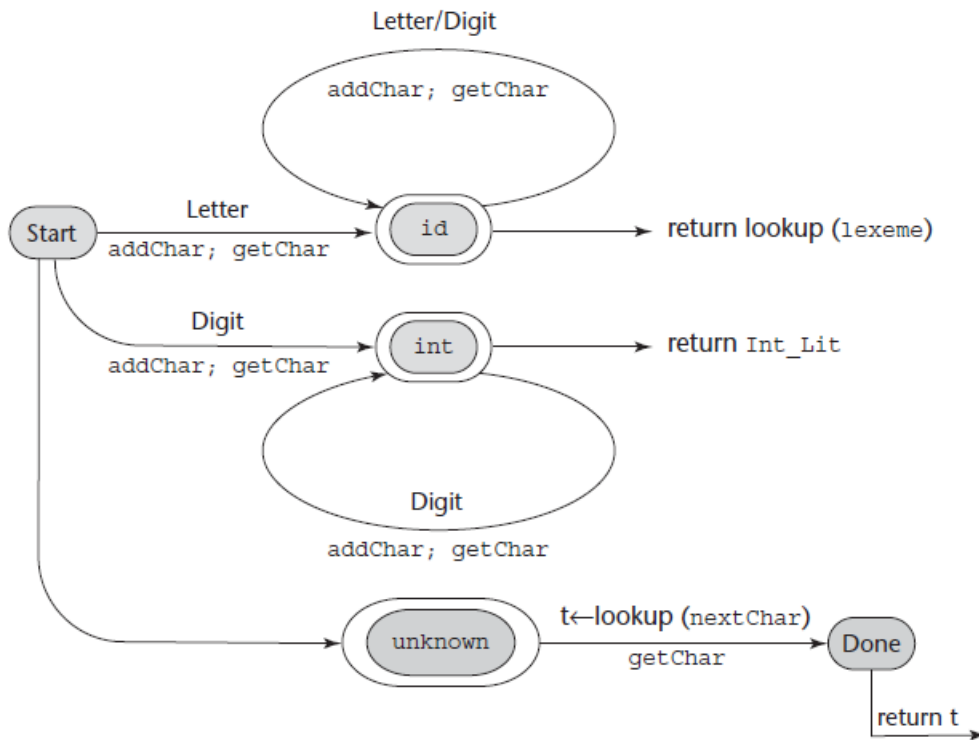 Letter/Digit
addChar; getChar
Letter
Start
id
return lookup (lexeme)
addChar; getChar
Digit
int
return Int_Lit
addChar; getChar
Digit
addChar; getChar
t←lookup (nextChar)
unknown
Done
getChar
return t